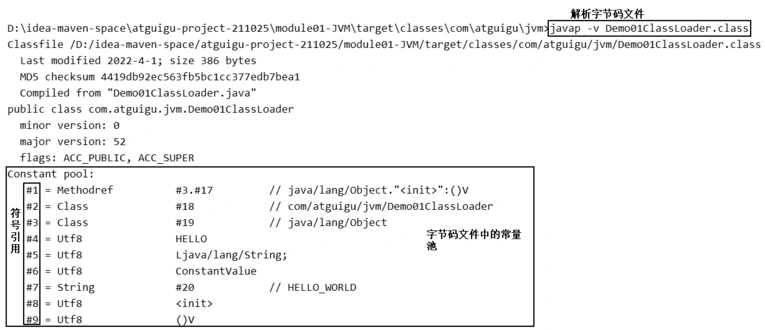 解析字节码文件
D:\idea-maven-space\atguigu-project-211025\module01-JVM\target\classes\com\atguigu\jvm>javap -v Demo01ClassLoader.class
Classfile /D:/idea-maven-space/atguigu-project-211025/module01-JVM/target/classes/com/atguigu/jvm/Demo01ClassLoader.class
Last modified 2022-4-1; size 386 bytes
MD5 checksum 4419db92ec563fb5bc1cc377edb7bea1
Compiled from "Demo01ClassLoader.java"
public class com.atguigu.jvm.Demo01ClassLoader
minor version: 0
major version: 52
flags: ACC_PUBLIC, ACC_SUPER
Constant pool:
#1 = Methodref #3.#17 // java/lang/Object."<init>":()V
#2 = Class #18 // com/atguigu/jvm/Demo01ClassLoader
#3 = Class #19 // java/lang/Object
#4 = Utf8 HELLO
#5 = Utf8 Ljava/lang/String;
#6 = Utf8 ConstantValue
#7 = String #20 // HELLO_WORLD
#8 = Utf8 <init>
#9 = Utf8 ()V
符号引用
字节码文件中的常量
池